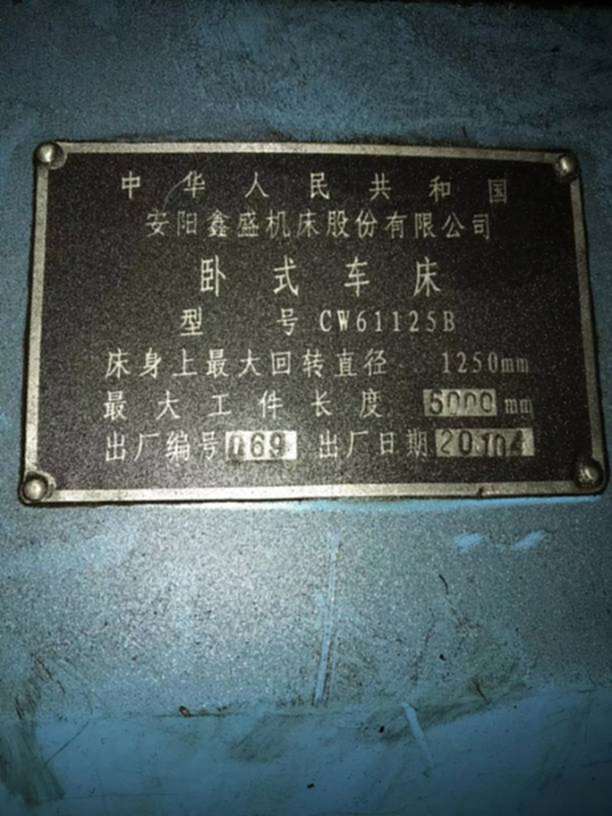 中华人民共和国
安阳鑫盛机床股份有限公司
卧式车床
型号 CW61125B
床身上最大回转直径 1250mm
最大工件长度 5000 mm
出厂编号 069 出厂日期 20104